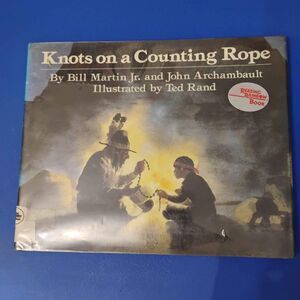 Knots on a Counting Rope
By Bill Martin Jr. and John Archambault
Illustrated by Ted Rand
READING
RAINBOW
BOOK